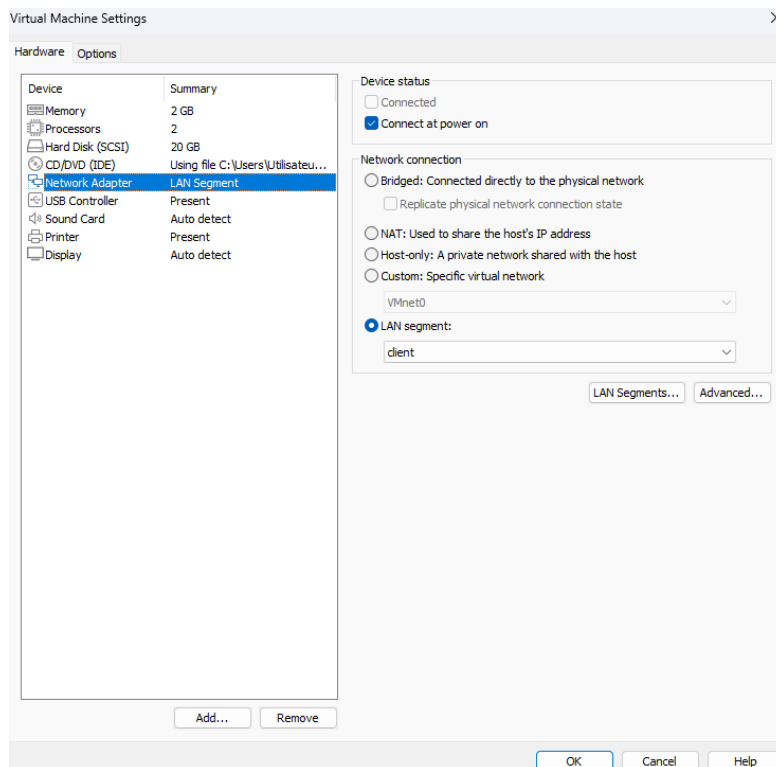 Virtual Machine Settings
Hardware Options
Device Summary
Memory 2 GB
Processors 2
Hard Disk (SCSI) 20 GB
CD/DVD (IDE) Using file C:\Users\Utilisateu...
Network Adapter LAN Segment
USB Controller Present
Sound Card Auto detect
Printer Present
Display Auto detect
Add... Remove
Device status
Connected
Connect at power on
Network connection
Bridged: Connected directly to the physical network
Replicate physical network connection state
NAT: Used to share the host's IP address
Host-only: A private network shared with the host
Custom: Specific virtual network
VMnet0
LAN segment:
client
LAN Segments... Advanced...
OK Cancel Help